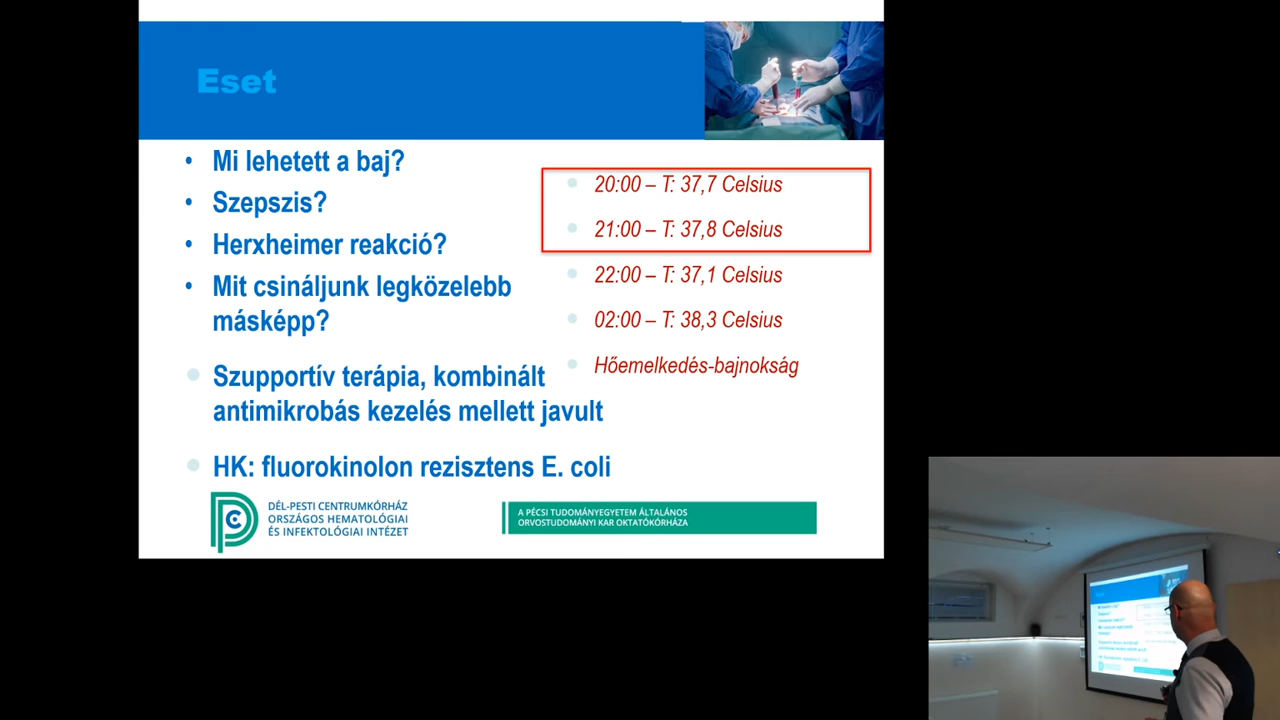 Eset
• Mi lehetett a baj?
• Szepszis?
• Herxheimer reakció?
• Mit csináljunk legközelebb
másképp?
• Szupportív terápia, kombinált
antimikrobás kezelés mellett javult
• HK: fluorokinolon rezisztens E. coli
• 20:00 – T: 37,7 Celsius
• 21:00 – T: 37,8 Celsius
• 22:00 – T: 37,1 Celsius
• 02:00 – T: 38,3 Celsius
• Hőemelkedés-bajnokság
DÉL-PESTI CENTRUMKÓRHÁZ
ORSZÁGOS HEMATOLÓGIAI
ÉS INFEKTOLÓGIAI INTÉZET
A PÉCSI TUDOMÁNYEGYETEM ÁLTALÁNOS
ORVOSTUDOMÁNYI KAR OKTATÓKÓRHÁZA